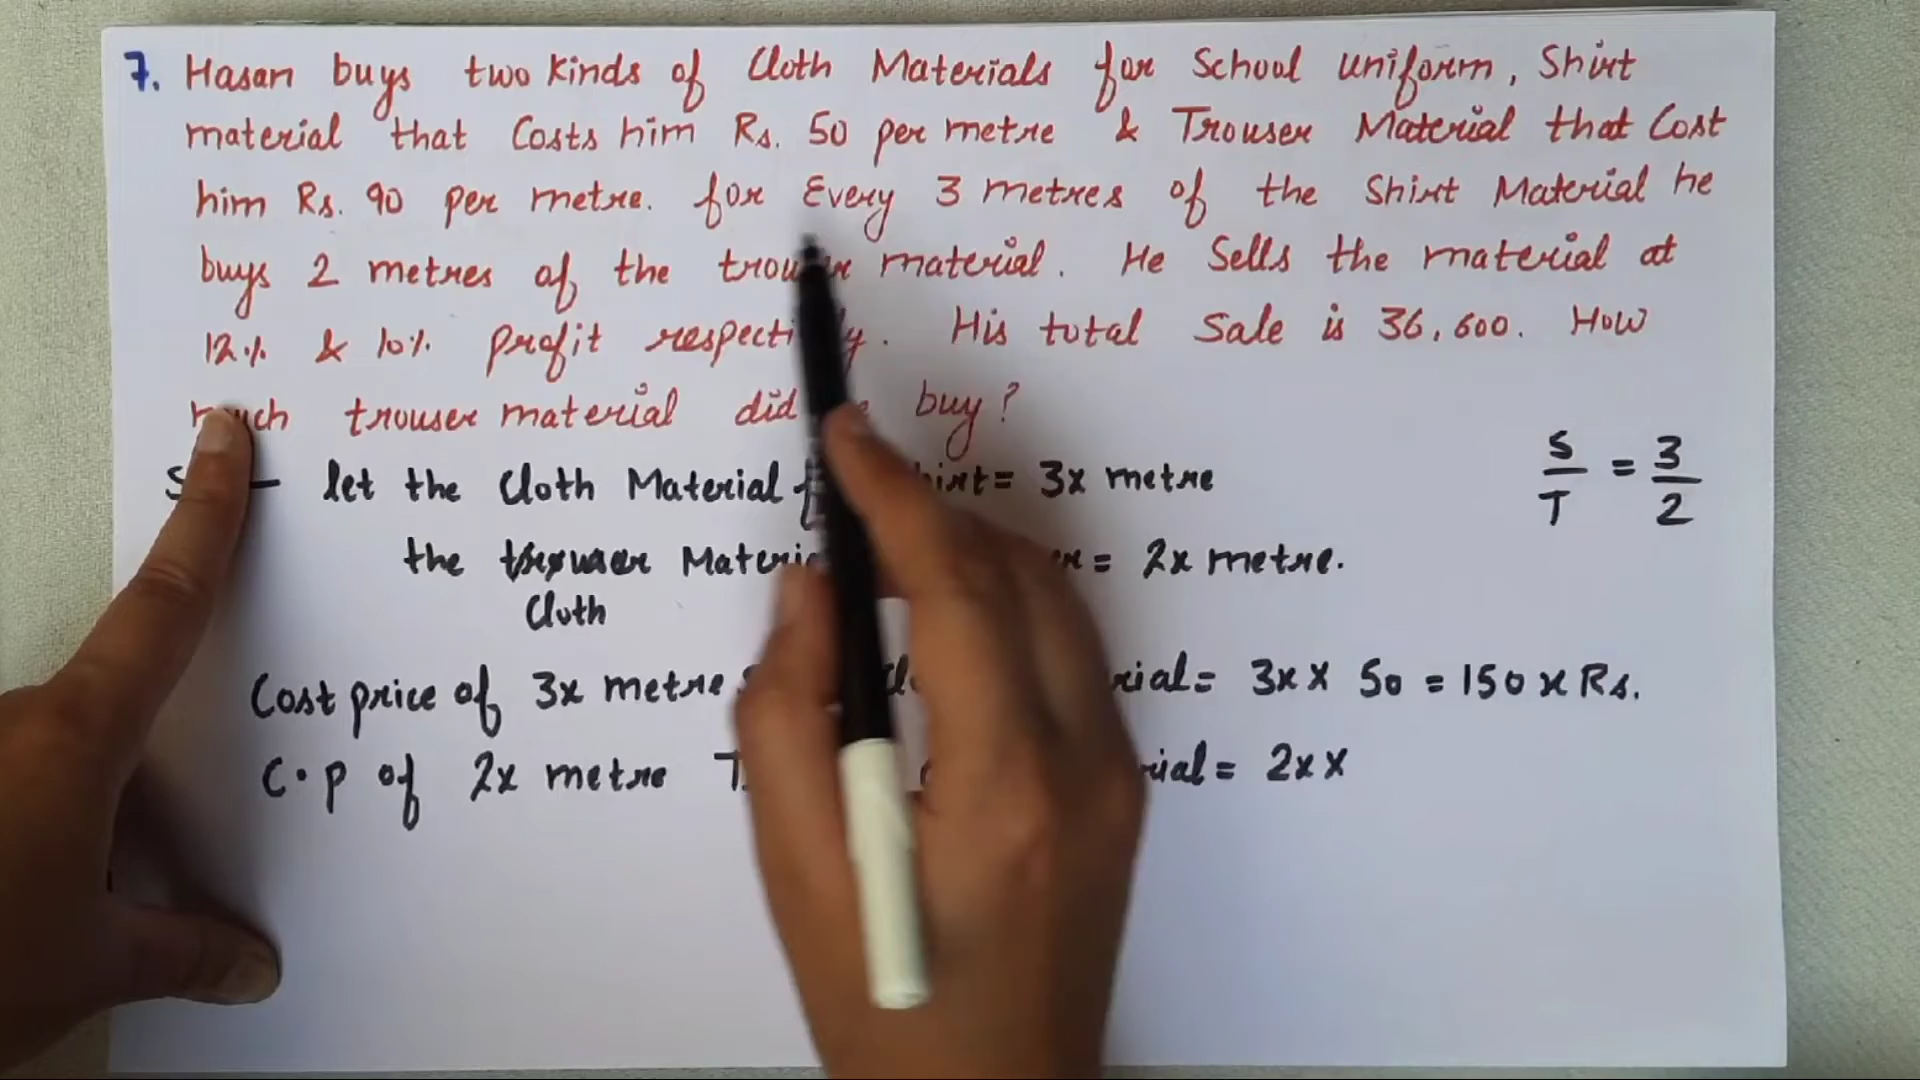 7. Hasan buys two kinds of Cloth Materials for School uniform, Shirt
material that Costs him Rs. 50 per metre & Trouser Material that Cost
him Rs. 90 per metre. for Every 3 metres of the Shirt Material he
buys 2 metres of the trouser material. He Sells the material at
12% & 10% profit respectively. His total Sale is 36,600. How
much trouser material did buy?
let the Cloth Material = 3x metre
S/T = 3/2
the trouser = 2x metre.
Cloth
Cost price of 3x metre = 3x × 50 = 150x Rs.
C.p of 2x metre = 2x ×